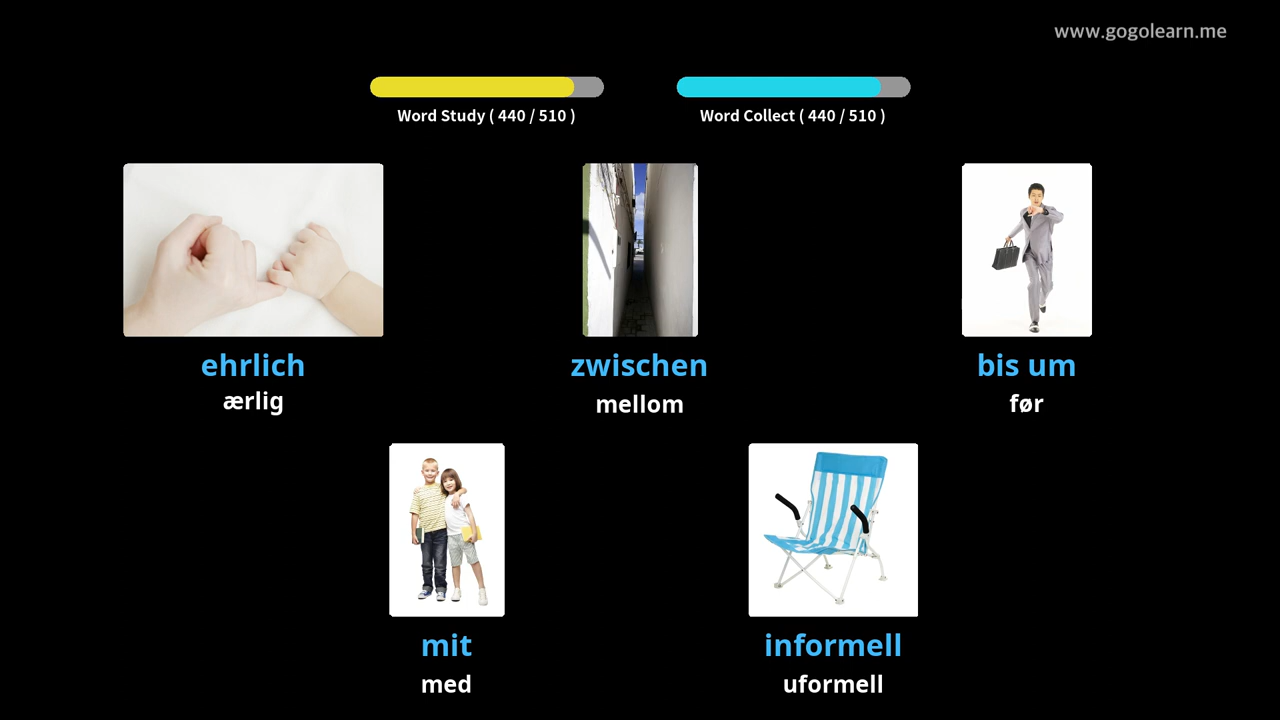 www.gogolearn.me
Word Study ( 440 / 510 )
Word Collect ( 440 / 510 )
ehrlich
ærlig
zwischen
mellom
bis um
før
mit
med
informell
uformell